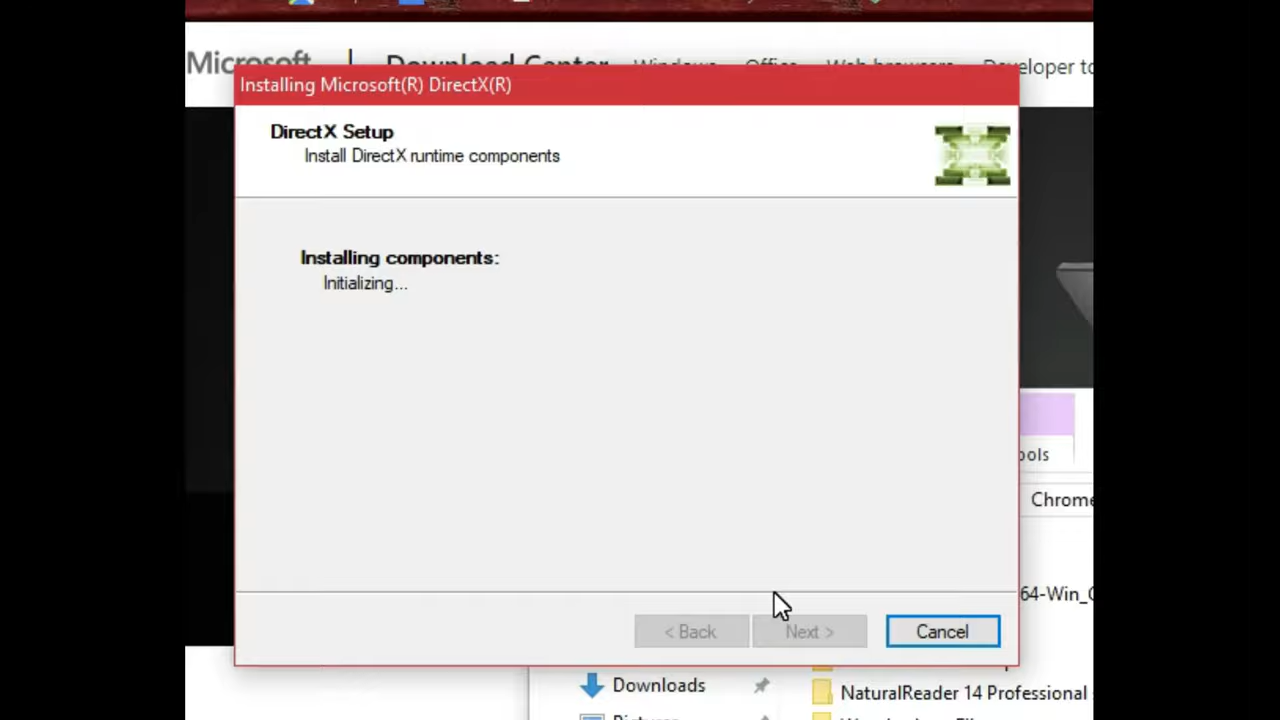 Microsoft | Download Center Windows Office Web browsers Developer to
Installing Microsoft(R) DirectX(R)
DirectX Setup
Install DirectX runtime components
Installing components:
Initializing...
ools
Chrome
64-Win_
< Back Next > Cancel
Downloads
NaturalReader 14 Professional
Pictures